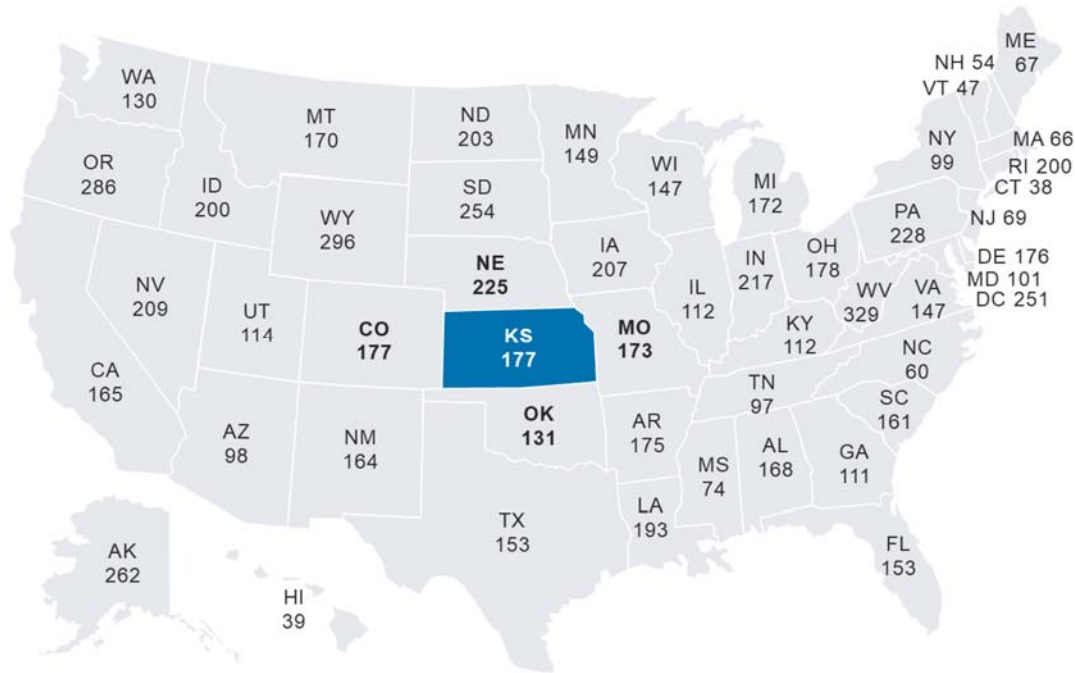 ME
67
NH 54
VT 47
WA
130
MT
170
ND
203
MN
149
NY
99
MA 66
RI 200
CT 38
OR
286
ID
200
SD
254
WI
147
MI
172
WY
296
PA
228
NJ 69
IA
207
NE
225
OH
178
IN
217
DE 176
MD 101
DC 251
NV
209
UT
114
CO
177
KS
177
MO
173
IL
112
WV
329
VA
147
KY
112
CA
165
NC
60
TN
97
SC
161
AZ
98
NM
164
OK
131
AR
175
MS
74
AL
168
GA
111
TX
153
LA
193
FL
153
AK
262
HI
39